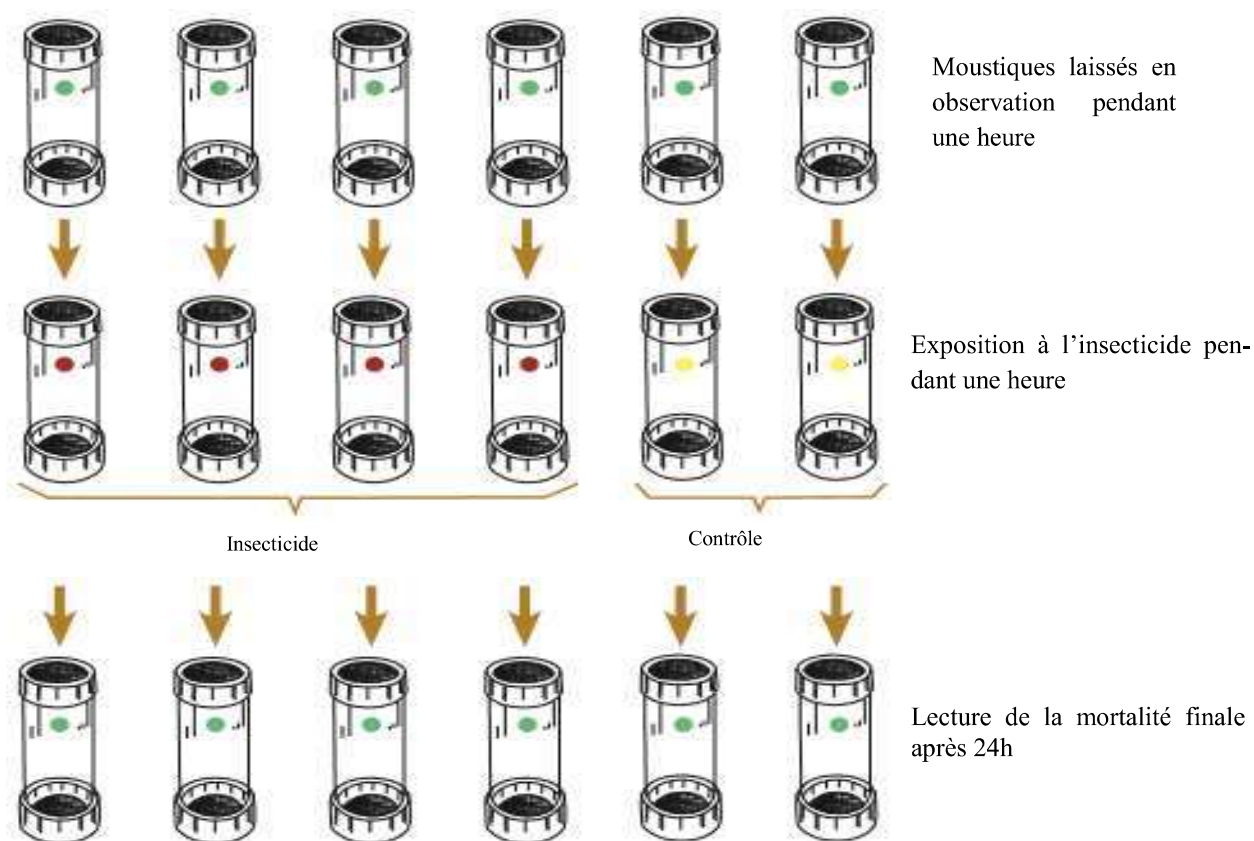 Moustiques laissés en
observation pendant
une heure
Exposition à l'insecticide pen-
dant une heure
Insecticide
Contrôle
Lecture de la mortalité finale
après 24h